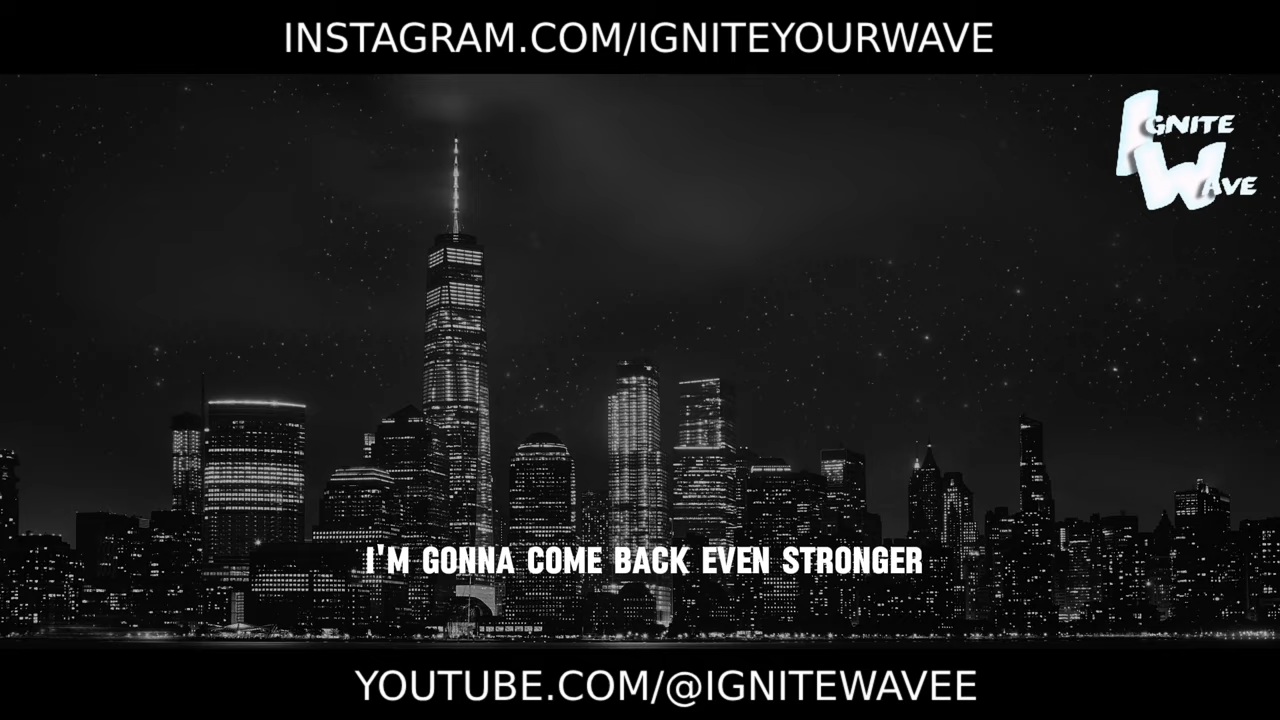 INSTAGRAM.COM/IGNITEYOURWAVE
IGNITE
WAVE
I'M GONNA COME BACK EVEN STRONGER
YOUTUBE.COM/@IGNITEWAVEE